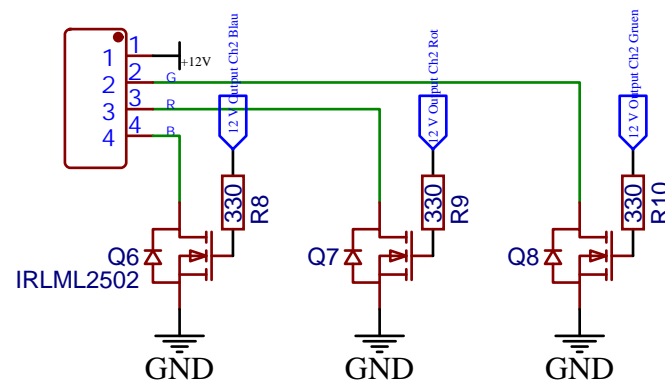 12 V Output Ch2 Blau
12 V Output Ch2 Rot
12 V Output Ch2 Gruen
1 1 +12V
2 2 G
3 3 R
4 4 B
330 R8
330 R9
330 R10
Q6
IRLML2502
Q7
Q8
GND
GND
GND